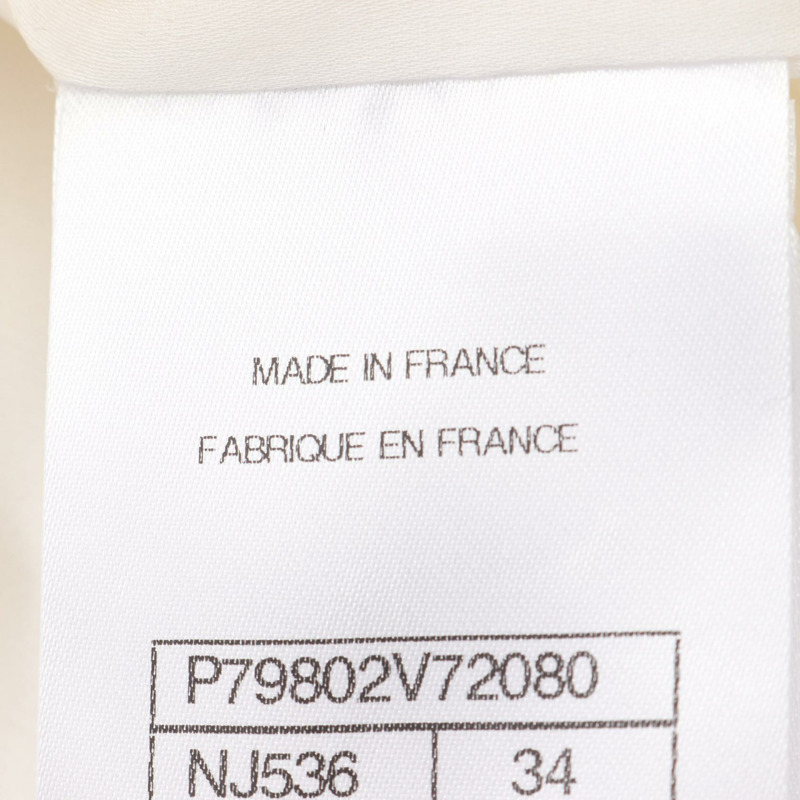 MADE IN FRANCE
FABRIQUE EN FRANCE
P79802V72080
NJ536 34